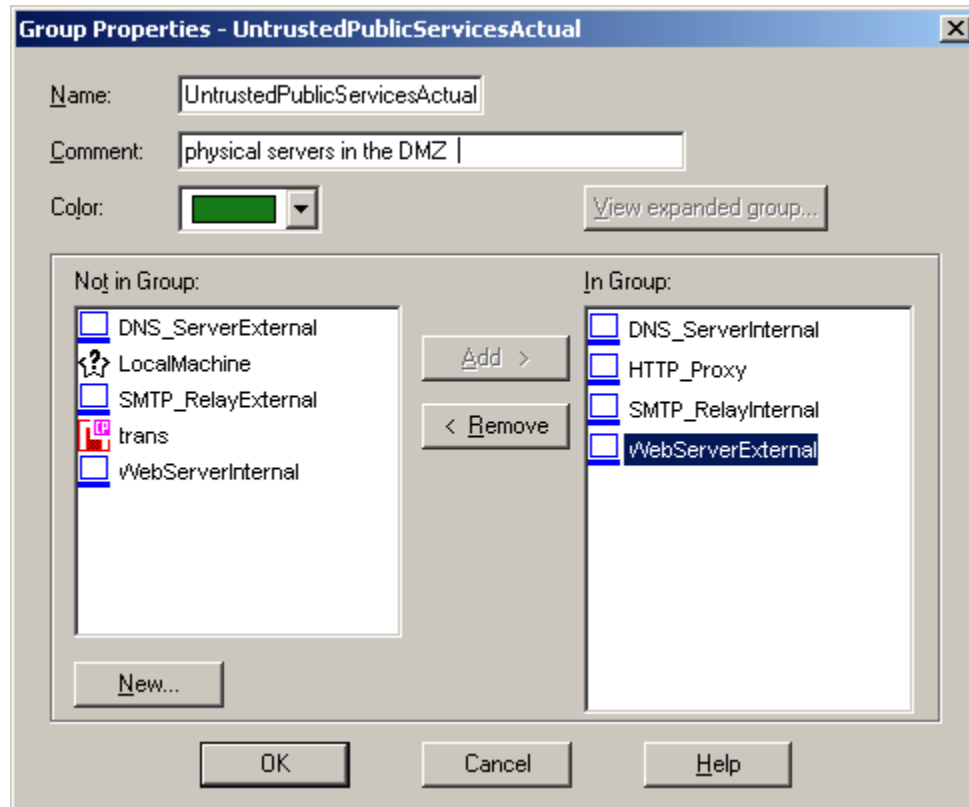 Group Properties - UntrustedPublicServicesActual
Name: UntrustedPublicServicesActual
Comment: physical servers in the DMZ
Color:
View expanded group...
Not in Group:
DNS_ServerExternal
LocalMachine
SMTP_RelayExternal
trans
WebServerInternal
Add >
< Remove
In Group:
DNS_ServerInternal
HTTP_Proxy
SMTP_RelayInternal
WebServerExternal
New...
OK Cancel Help